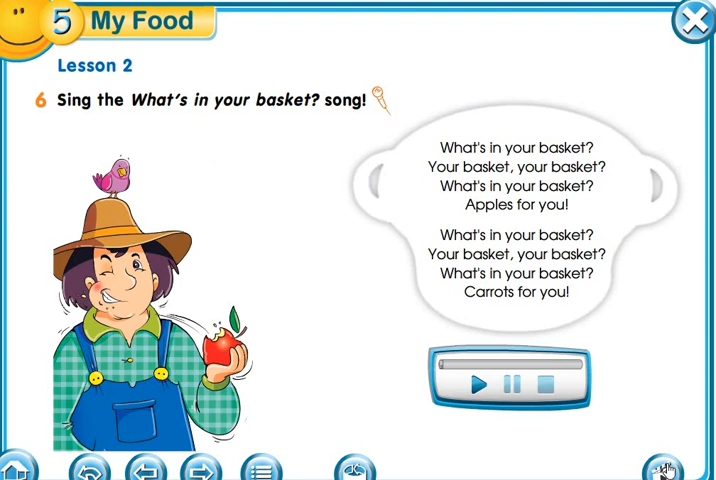 5 My Food
Lesson 2
6 Sing the What's in your basket? song!
What's in your basket?
Your basket, your basket?
What's in your basket?
Apples for you!
What's in your basket?
Your basket, your basket?
What's in your basket?
Carrots for you!